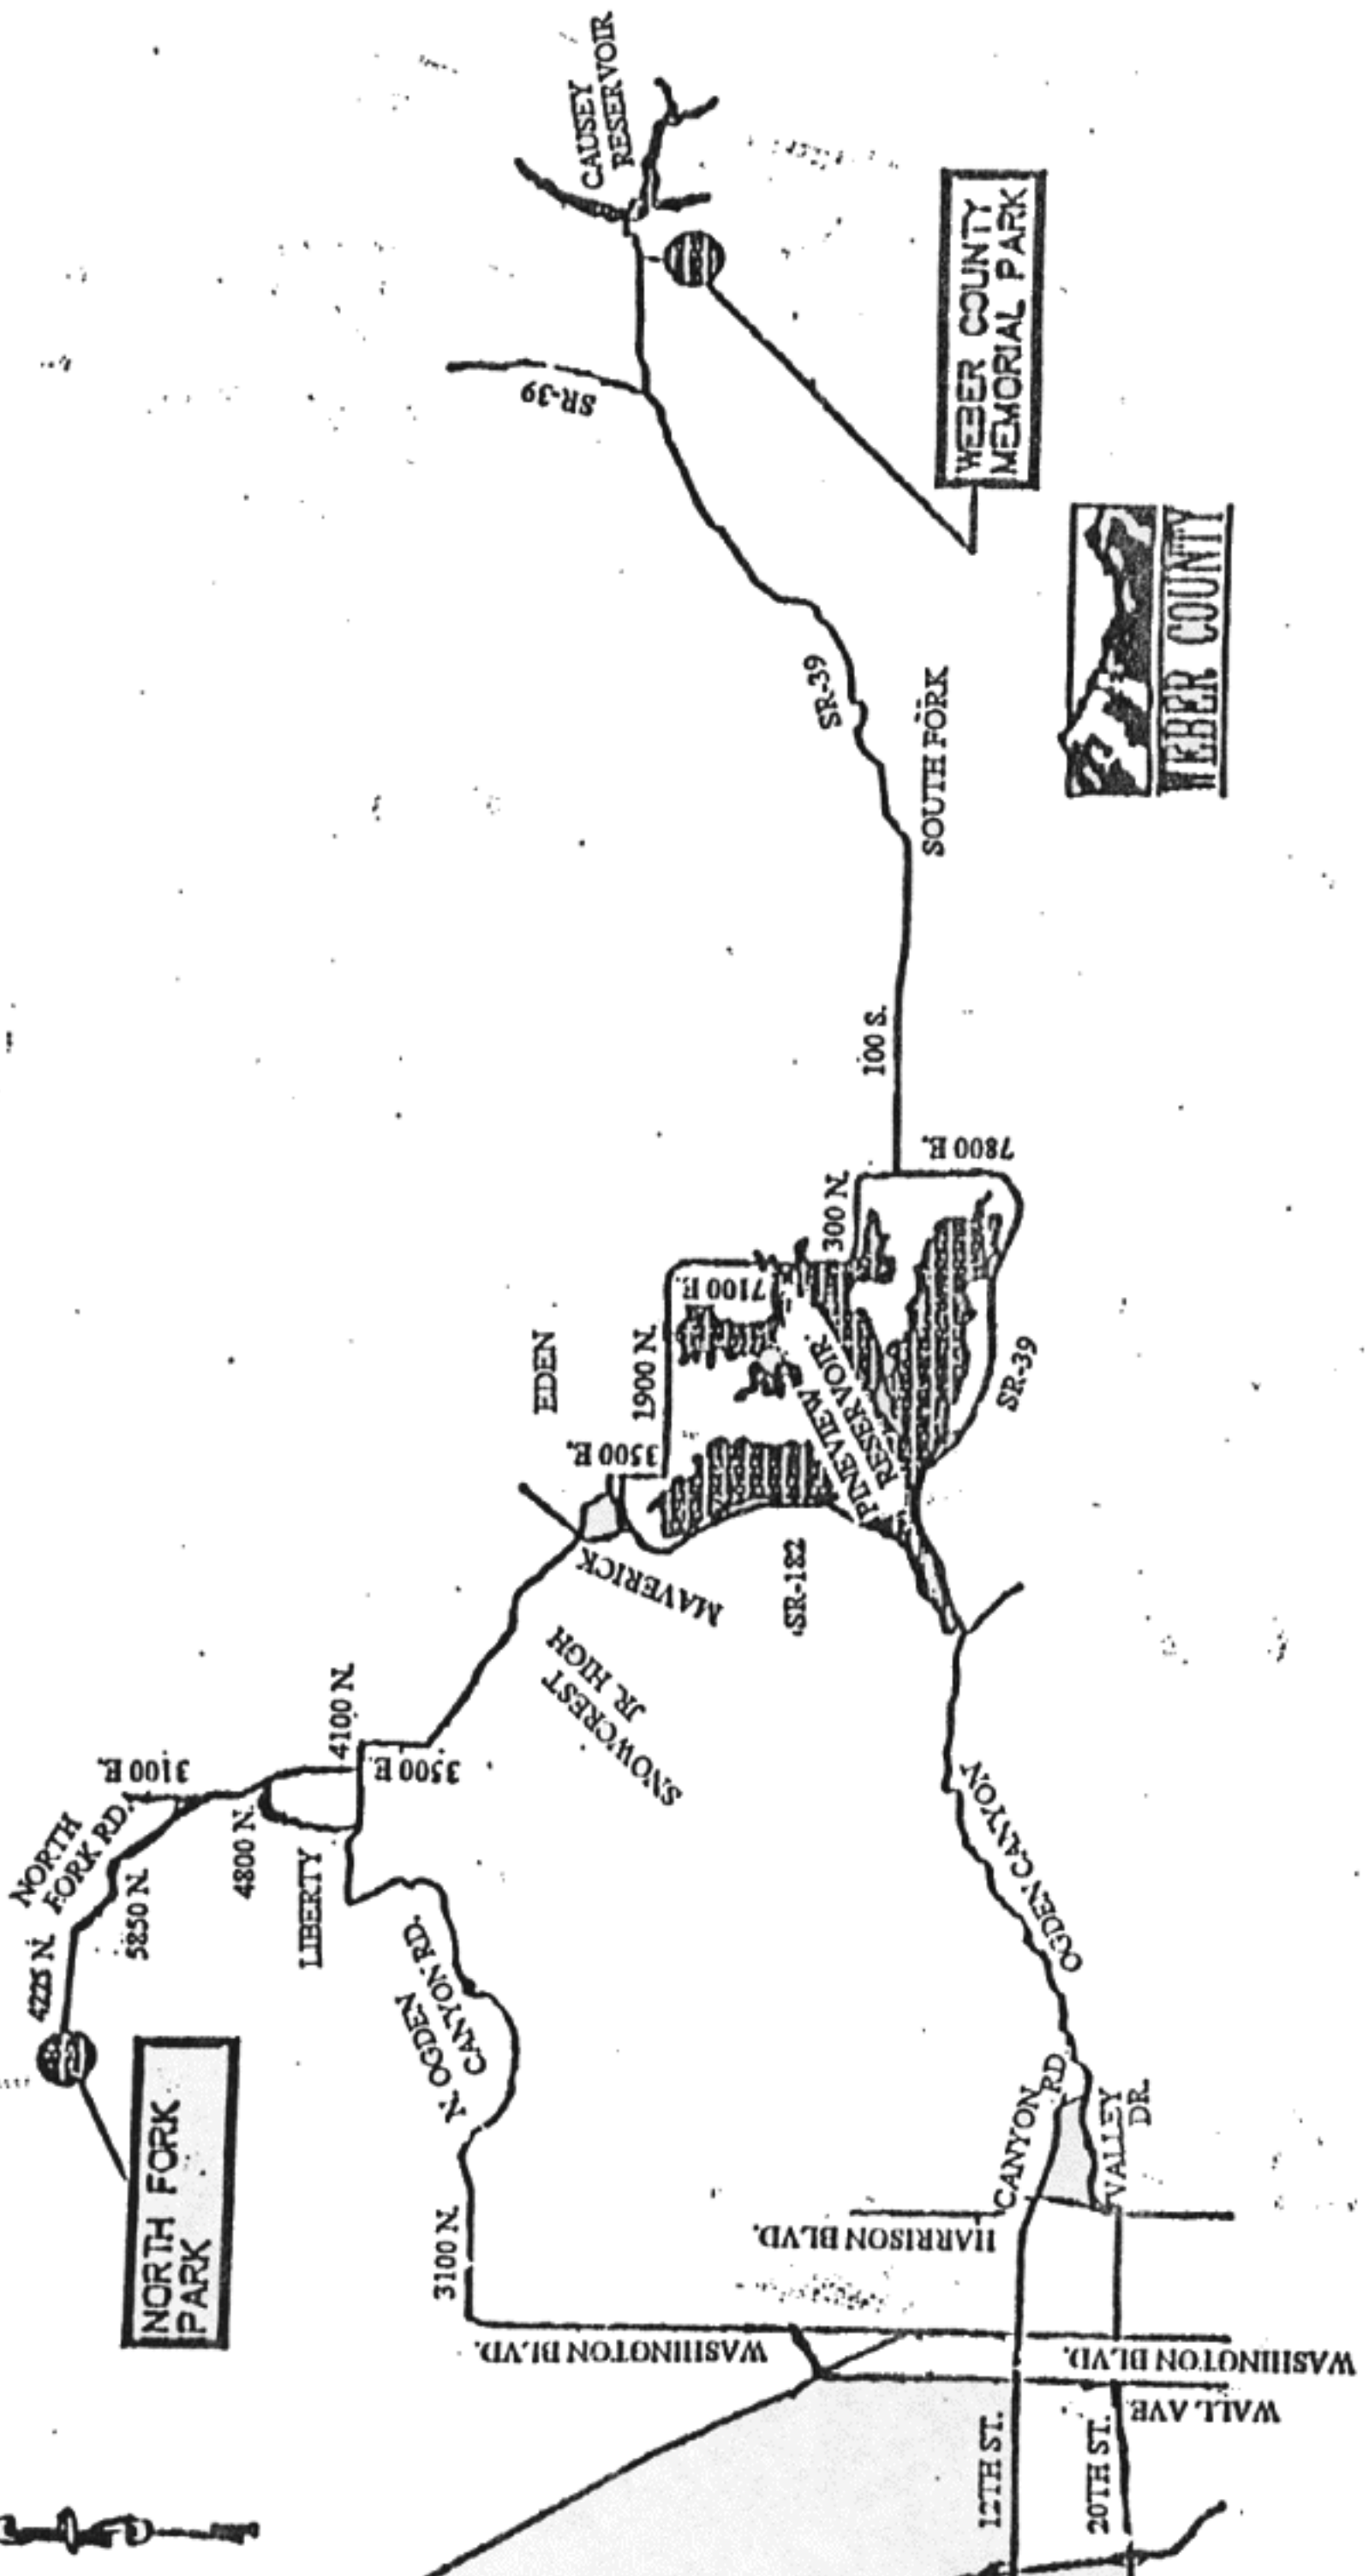 CAUSEY
RESERVOIR
SR-39
WEBER COUNTY
MEMORIAL PARK
WEBER COUNTY
SR-39
SOUTH FORK
100 S.
7800 E.
300 N.
7100 E.
EDEN
1900 N.
3500 E.
PINEVIEW
RESERVOIR
SR-39
SR-182
MAVERICK
SNOWCREST
JR. HIGH
4100 N.
3500 E.
3100 E.
NORTH
FORK RD.
4800 N.
5850 N.
LIBERTY
4225 N.
NORTH FORK
PARK
N. OGDEN
CANYON RD.
OGDEN CANYON
3100 N.
CANYON RD
VALLEY
DR.
HARRISON BLVD.
WASHINGTON BLVD.
WASHINGTON BLVD.
WALL AVE
12TH ST.
20TH ST.